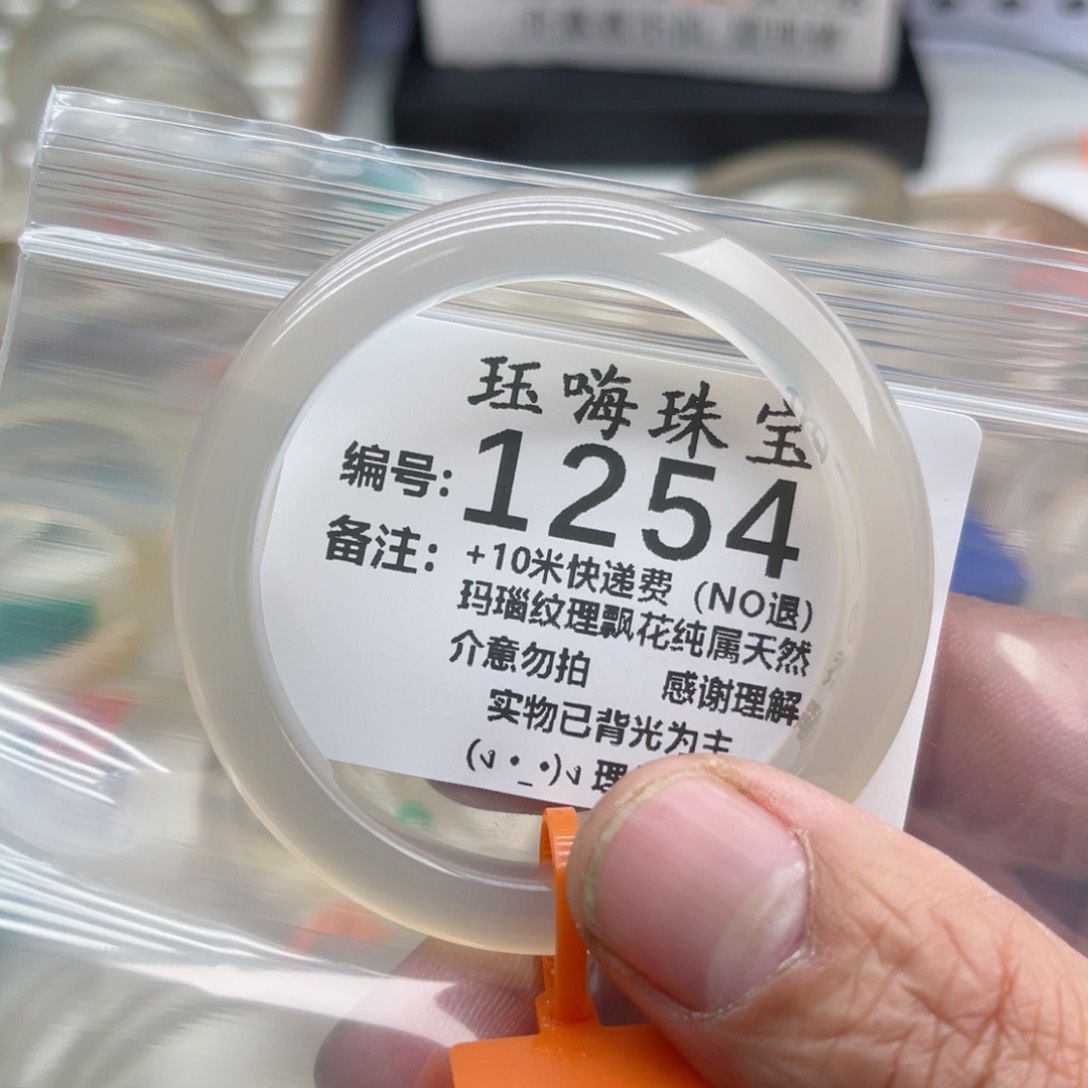 珏嗨珠宝
编号：1254
备注：+10米快递费（NO退）
玛瑙纹理飘花纯属天然
介意勿拍 感谢理解
实物已背光为主
理